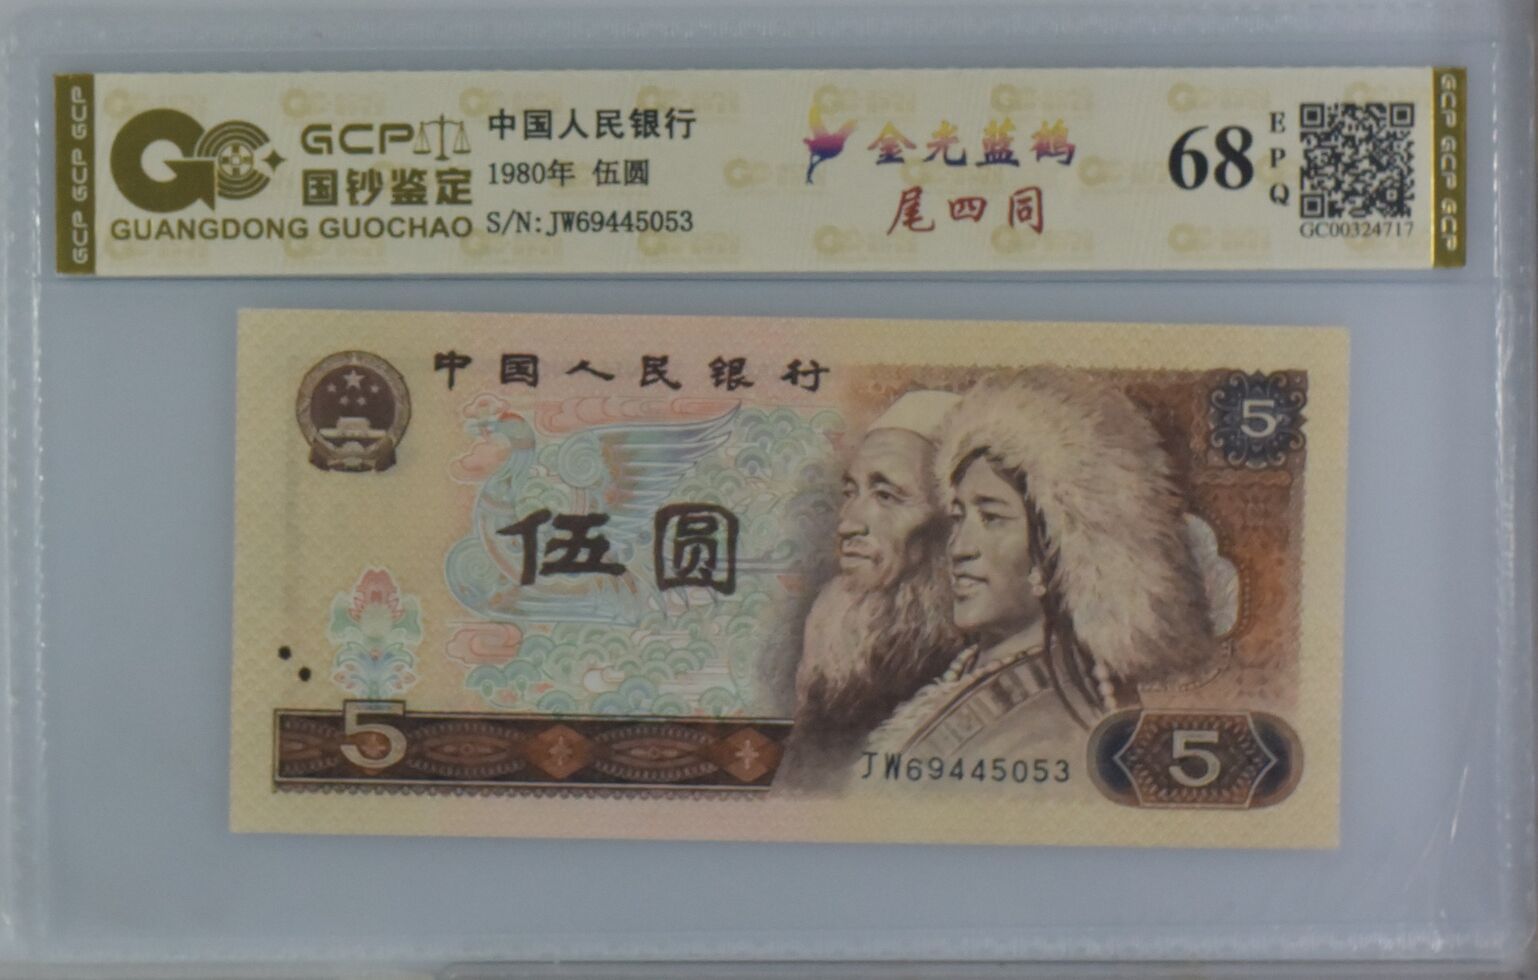 GCP GCP GCP
GCP
国钞鉴定
GUANGDONG GUOCHAO
中国人民银行
1980年 伍圆
S/N:JW69445053
金光蓝鹤
尾四同
68
EPQ
GC00324717
GCP GCP GCP
中国人民银行
5
伍圆
5
JW69445053
5